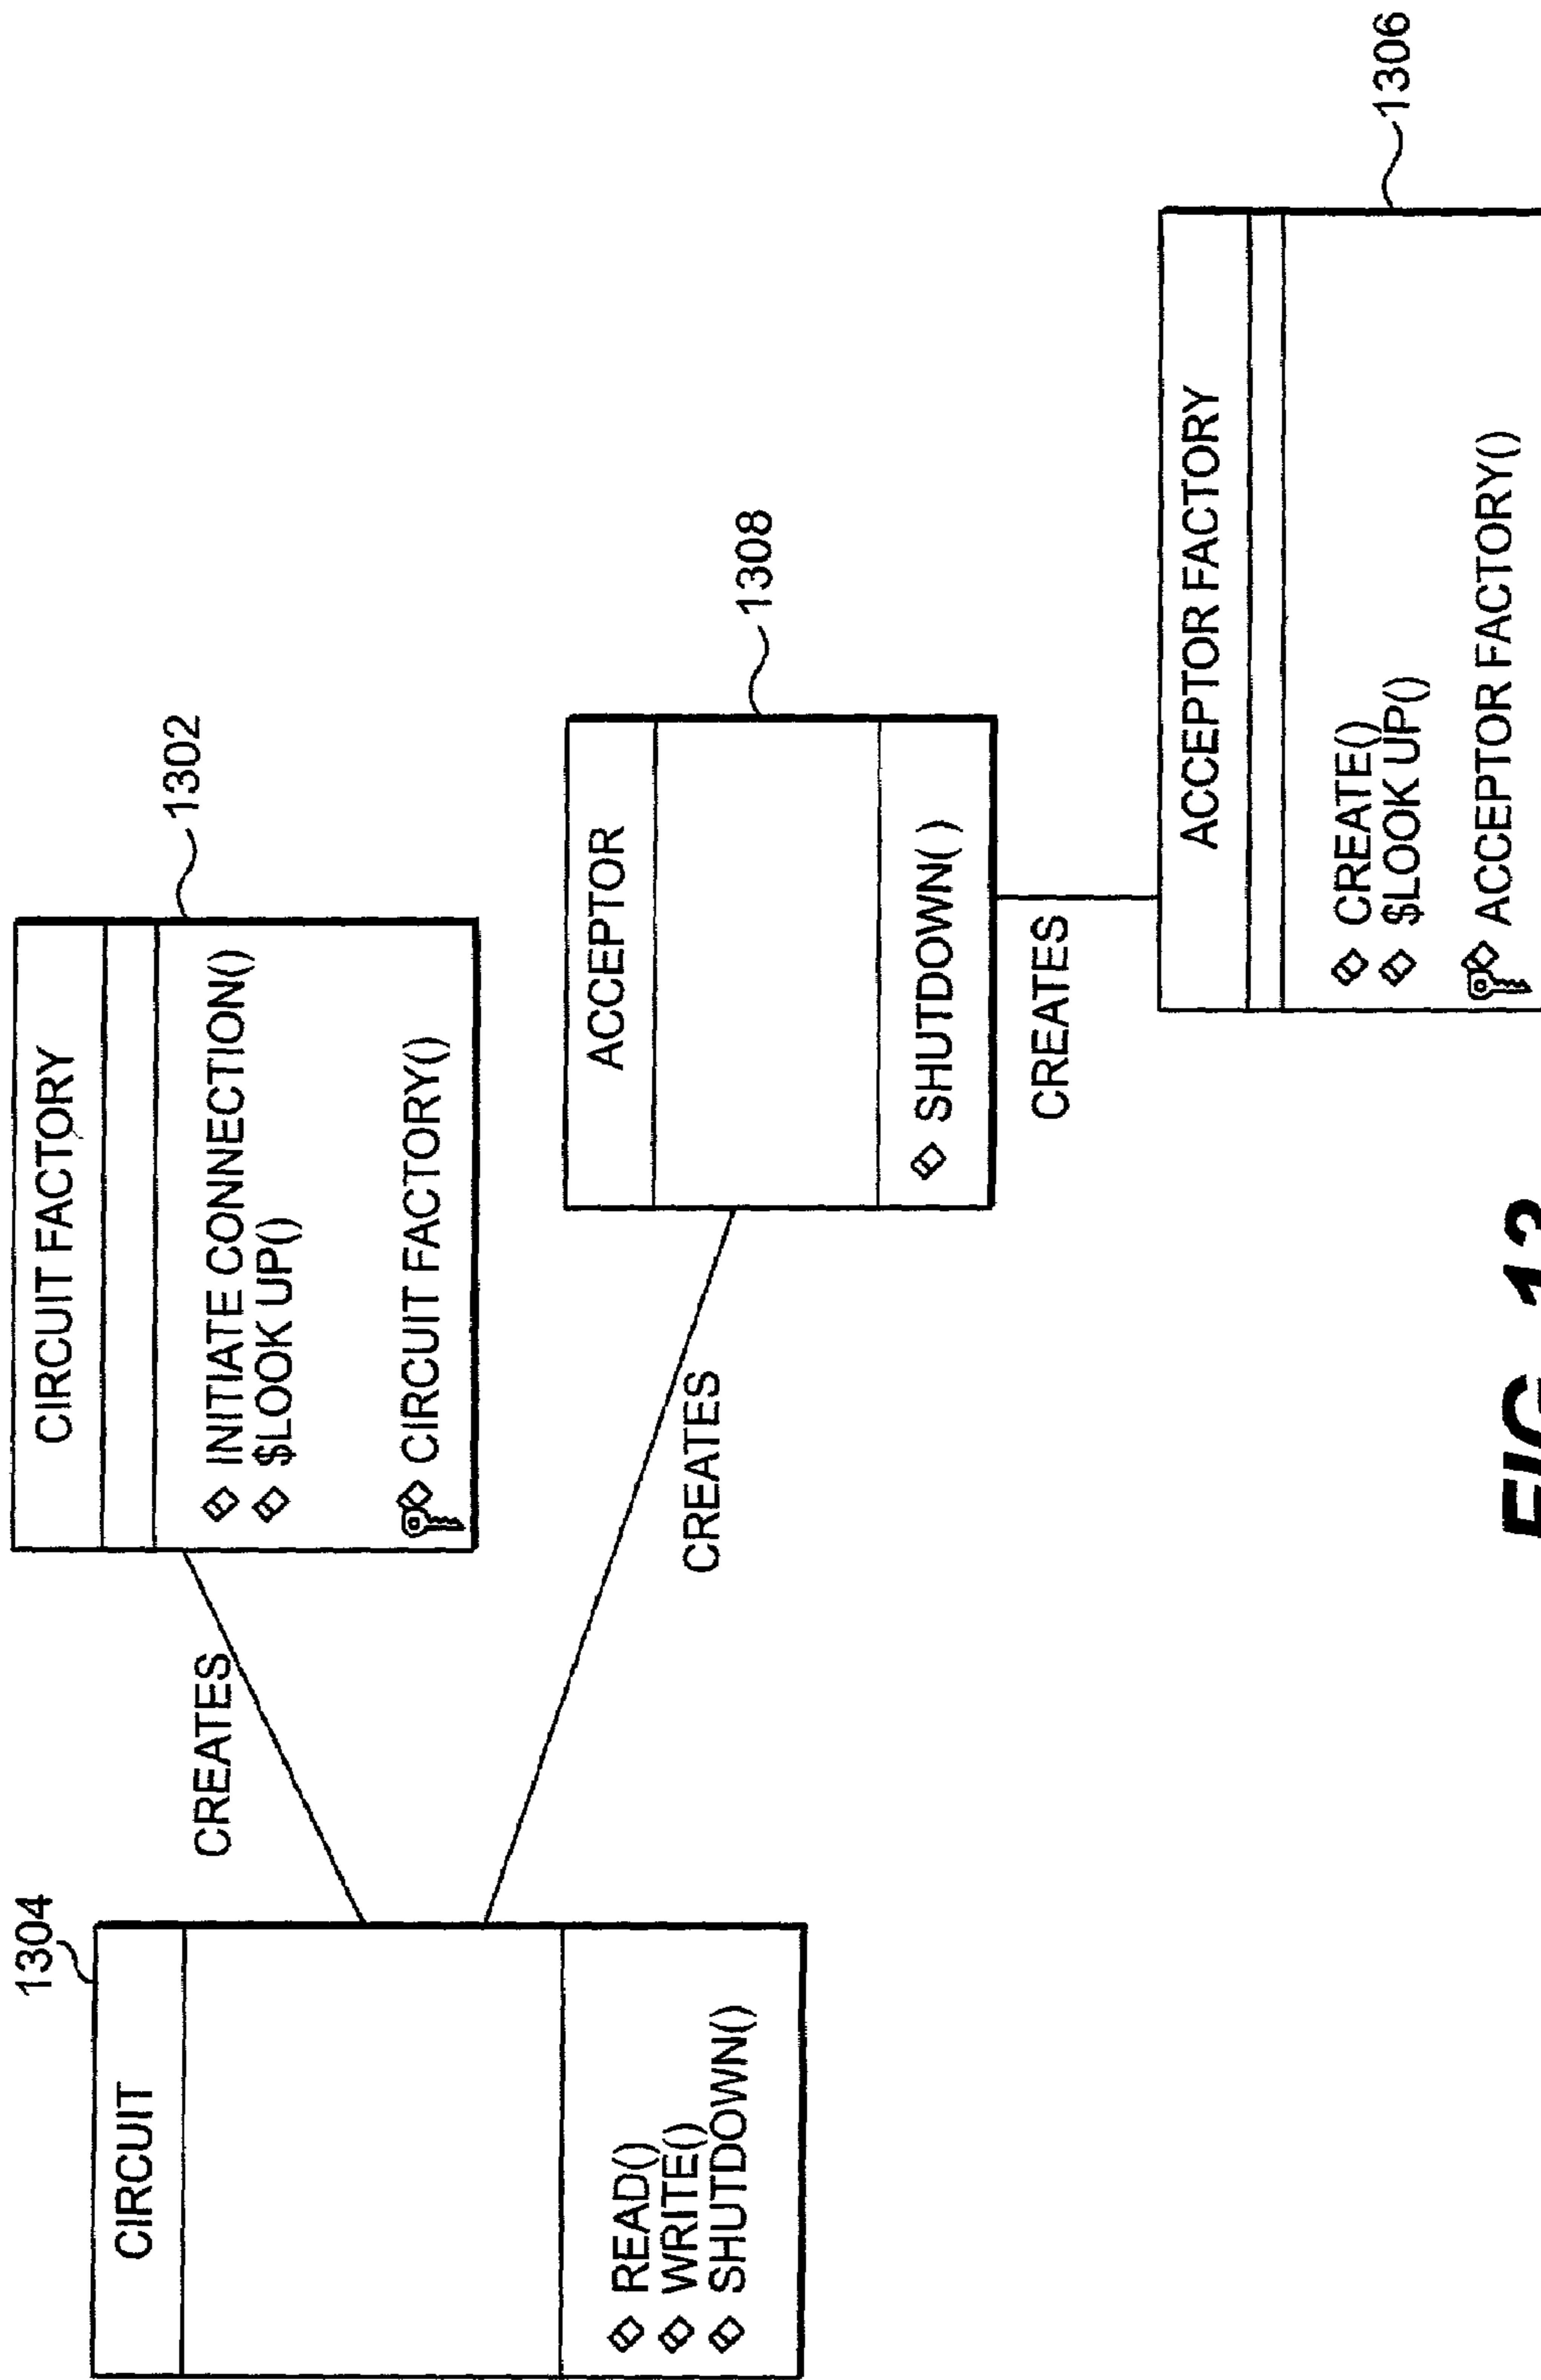 1304
CIRCUIT
READ()
WRITE()
SHUTDOWN()
CREATES
CREATES
CIRCUIT FACTORY
INITIATE CONNECTION()
$LOOK UP()
CIRCUIT FACTORY()
1302
ACCEPTOR
SHUTDOWN( )
1308
CREATES
ACCEPTOR FACTORY
CREATE()
$LOOK UP()
ACCEPTOR FACTORY()
1306